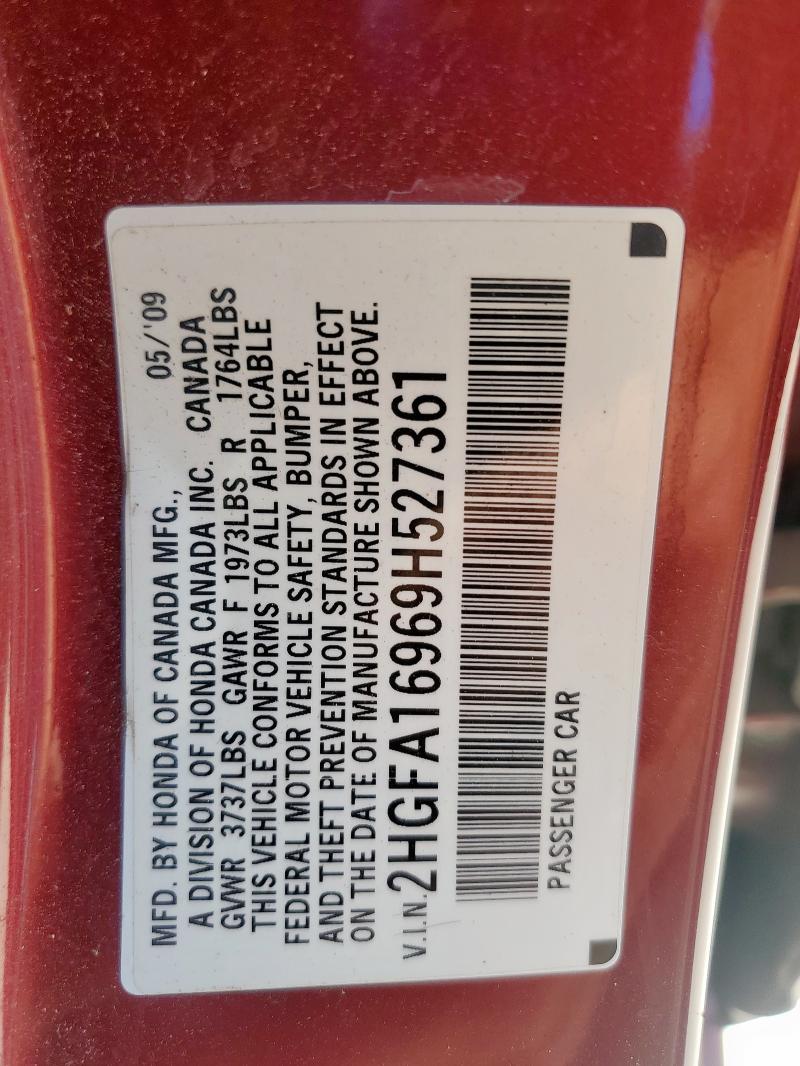 MFD. BY HONDA OF CANADA MFG., 05/'09
A DIVISION OF HONDA CANADA INC. CANADA
GVWR 3737LBS GAWR F 1973LBS R 1764LBS
THIS VEHICLE CONFORMS TO ALL APPLICABLE
FEDERAL MOTOR VEHICLE SAFETY, BUMPER,
AND THEFT PREVENTION STANDARDS IN EFFECT
ON THE DATE OF MANUFACTURE SHOWN ABOVE.
V.I.N. 2HGFA16969H527361
PASSENGER CAR